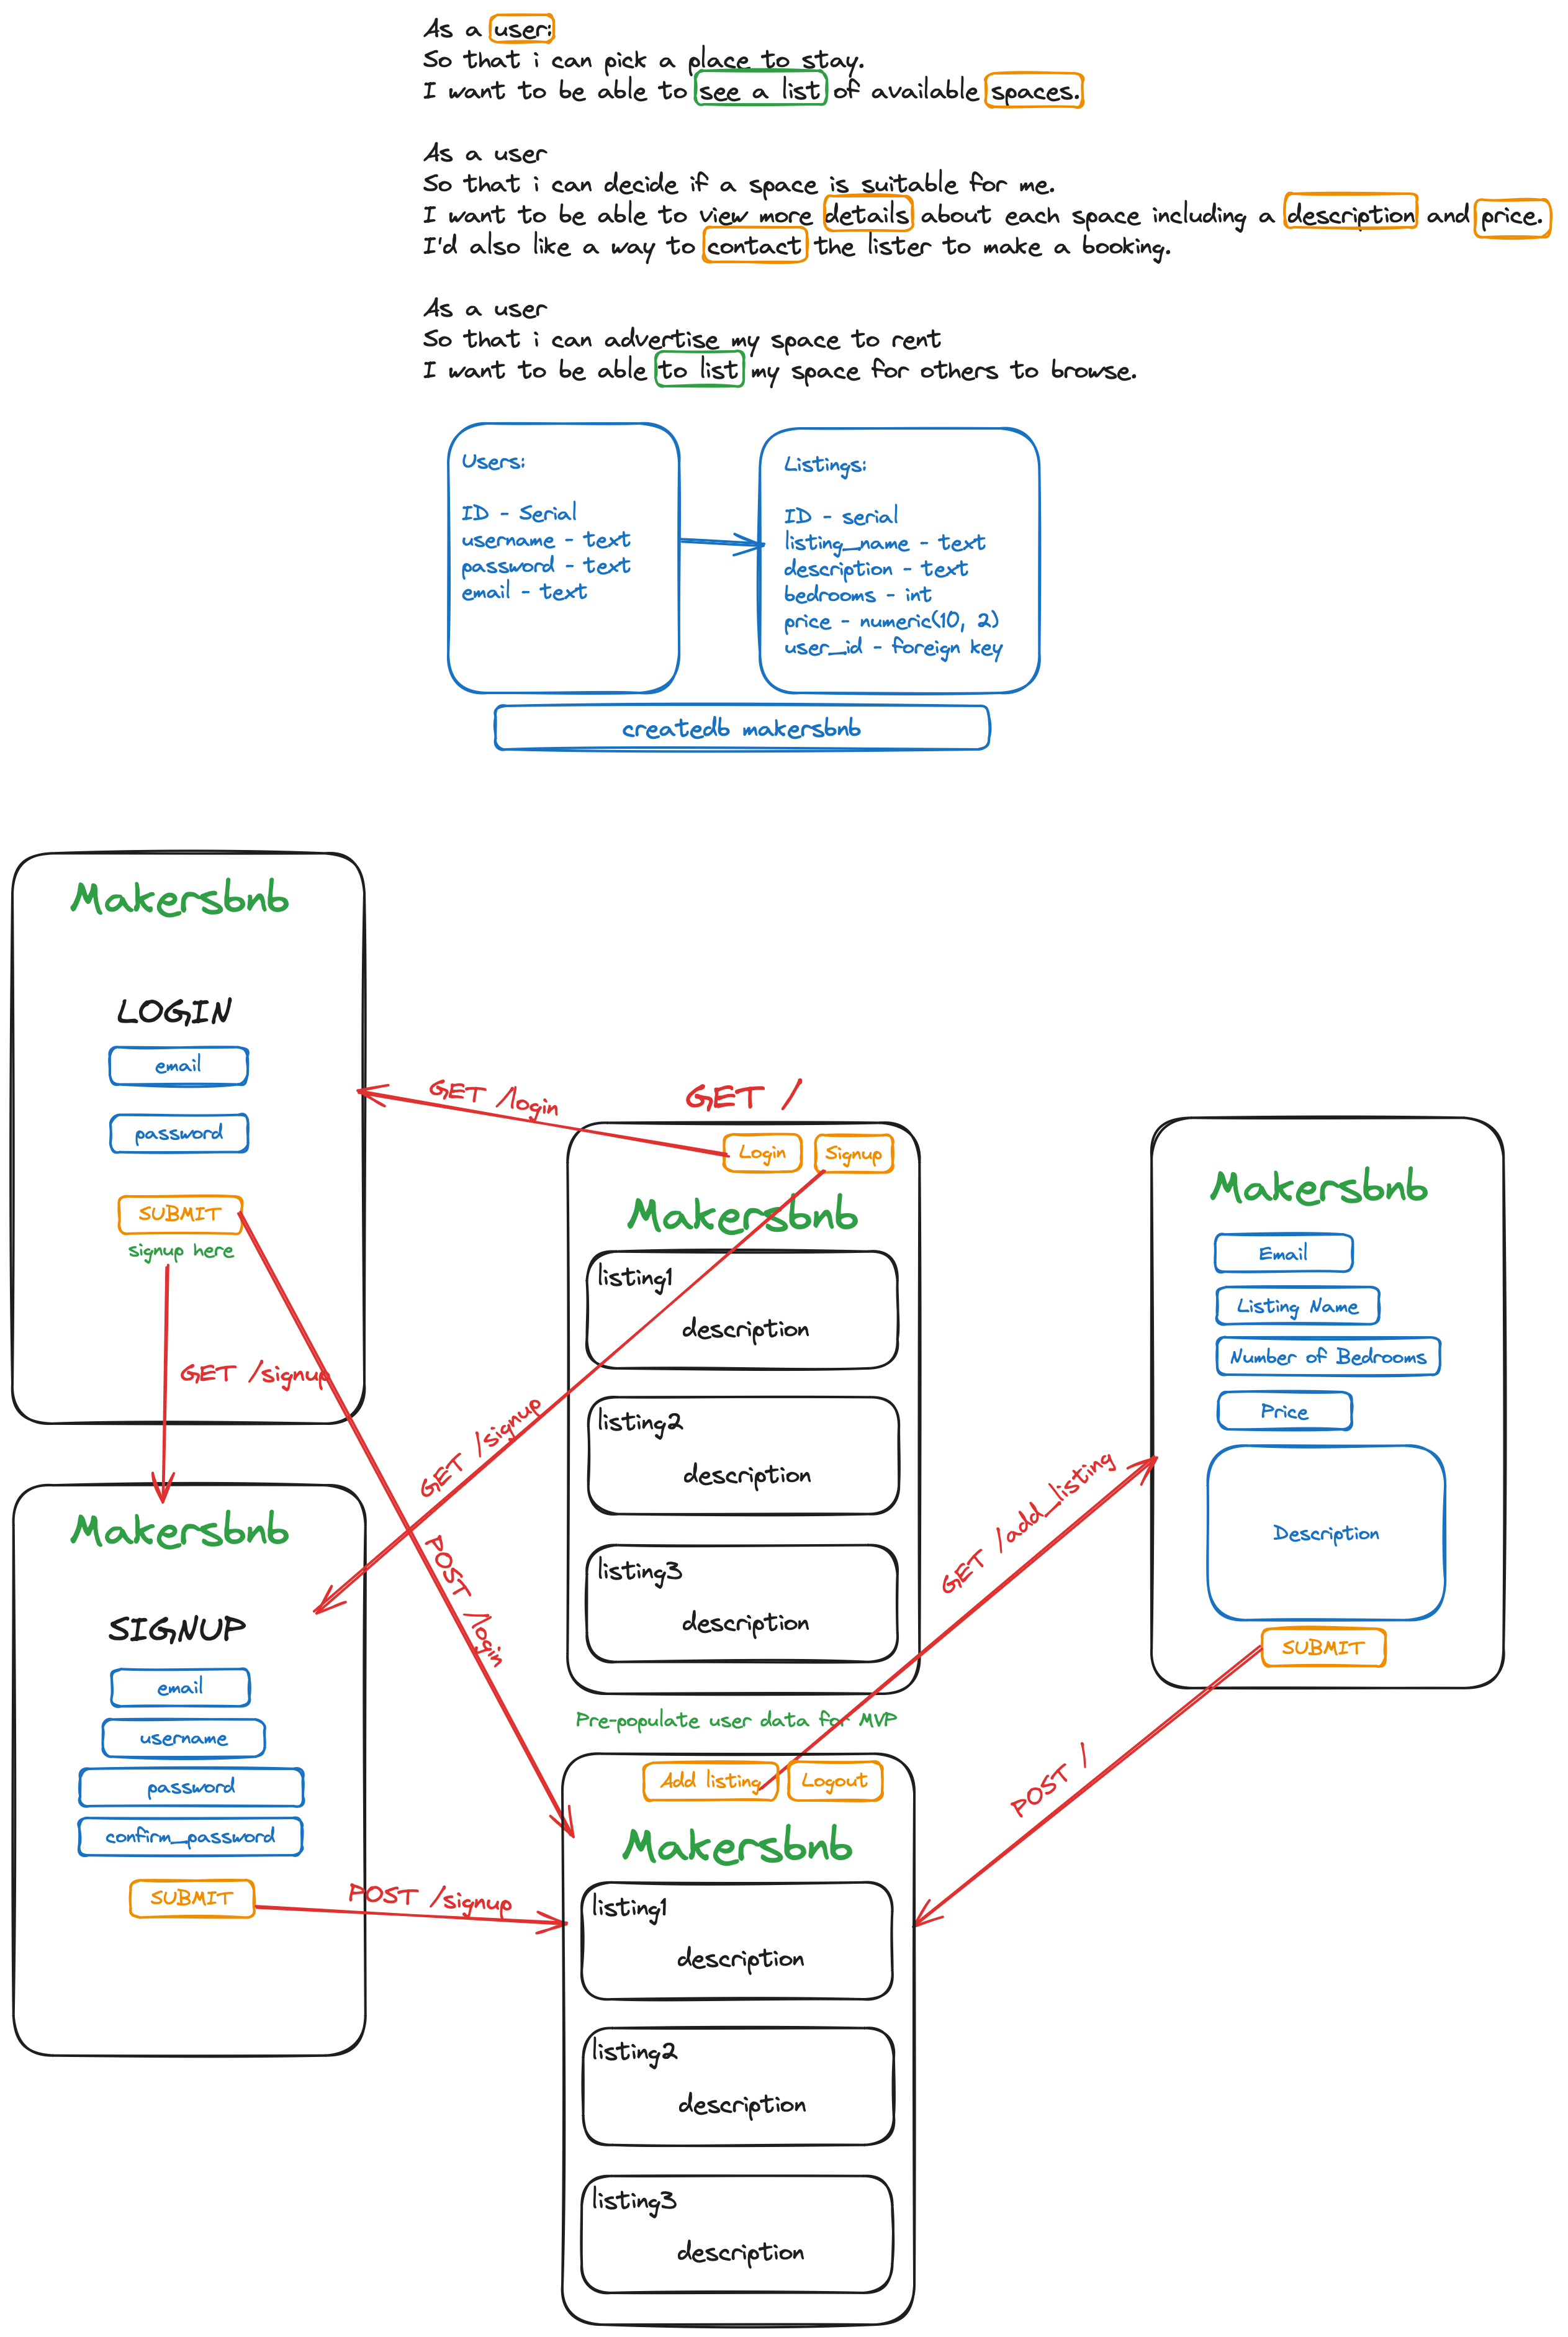 As a user:
So that i can pick a place to stay.
I want to be able to see a list of available spaces.
As a user
So that i can decide if a space is suitable for me.
I want to be able to view more details about each space including a description and price.
I'd also like a way to contact the lister to make a booking.
As a user
So that i can advertise my space to rent
I want to be able to list my space for others to browse.
Users:
ID - Serial
username - text
password - text
email - text
Listings:
ID - serial
listing_name - text
description - text
bedrooms - int
price - numeric(10, 2)
user_id - foreign key
createdb makersbnb
Makersbnb
LOGIN
email
password
SUBMIT
signup here
GET /signup
GET /login
GET /
Login
Signup
Makersbnb
listing1
description
listing2
description
listing3
description
GET /signup
POST /login
Makersbnb
SIGNUP
email
username
password
confirm_password
SUBMIT
POST /signup
Pre-populate user data for MVP
Add listing
Logout
Makersbnb
listing1
description
listing2
description
listing3
description
GET /add_listing
Makersbnb
Email
Listing Name
Number of Bedrooms
Price
Description
SUBMIT
POST /